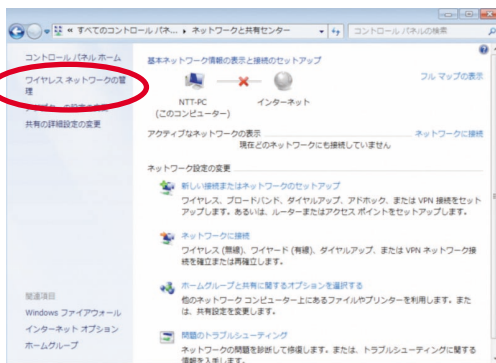 « すべてのコントロール パネ... ▸ ネットワークと共有センター
コントロール パネルの検索
コントロール パネル ホーム
ワイヤレス ネットワークの管
理
共有の詳細設定の変更
基本ネットワーク情報の表示と接続のセットアップ
フル マップの表示
NTT-PC
(このコンピューター)
インターネット
アクティブなネットワークの表示
ネットワークに接続
現在どのネットワークにも接続していません
ネットワーク設定の変更
新しい接続またはネットワークのセットアップ
ワイヤレス、ブロードバンド、ダイヤルアップ、アドホック、または VPN 接続をセット
アップします。あるいは、ルーターまたはアクセス ポイントをセットアップします。
ネットワークに接続
ワイヤレス (無線)、ワイヤード (有線)、ダイヤルアップ、または VPN ネットワーク接
続を確立または再確立します。
ホームグループと共有に関するオプションを選択する
他のネットワーク コンピューター上にあるファイルやプリンターを利用します。また
は、共有設定を変更します。
問題のトラブルシューティング
ネットワークの問題を診断して修復します。または、トラブルシューティングに関する
情報を入手します。
関連項目
Windows ファイアウォール
インターネット オプション
ホームグループ